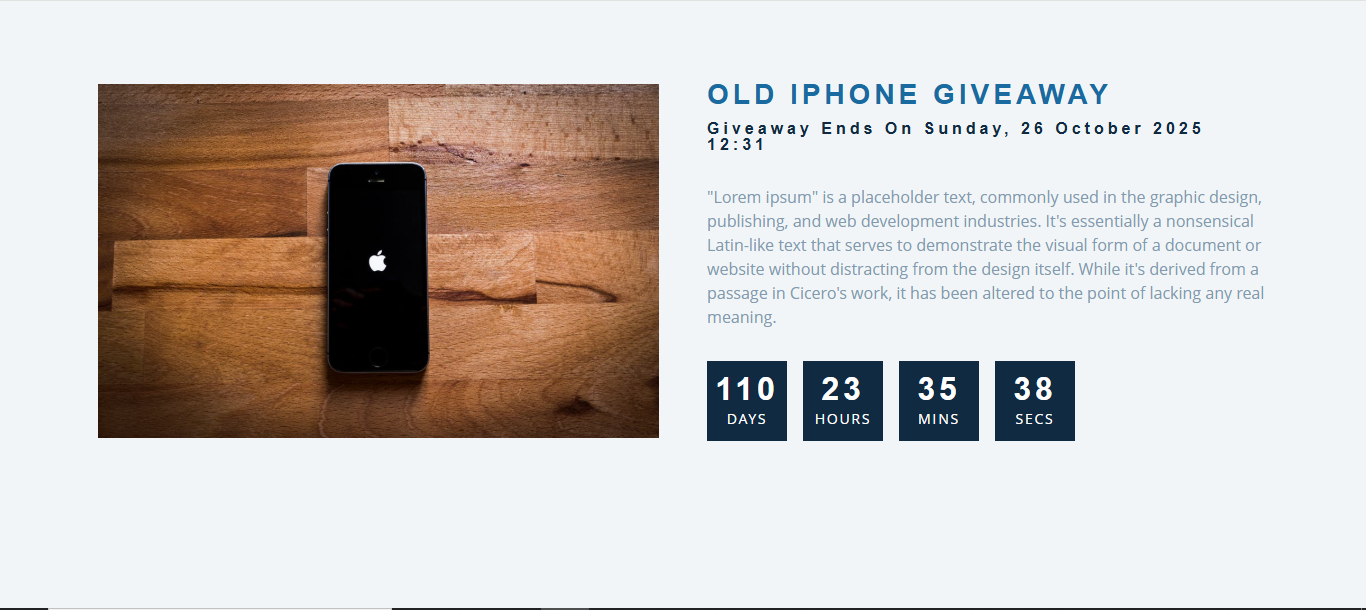 OLD IPHONE GIVEAWAY
Giveaway Ends On Sunday, 26 October 2025
12:31
"Lorem ipsum" is a placeholder text, commonly used in the graphic design,
publishing, and web development industries. It's essentially a nonsensical
Latin-like text that serves to demonstrate the visual form of a document or
website without distracting from the design itself. While it's derived from a
passage in Cicero's work, it has been altered to the point of lacking any real
meaning.
110 23 35 38
DAYS HOURS MINS SECS